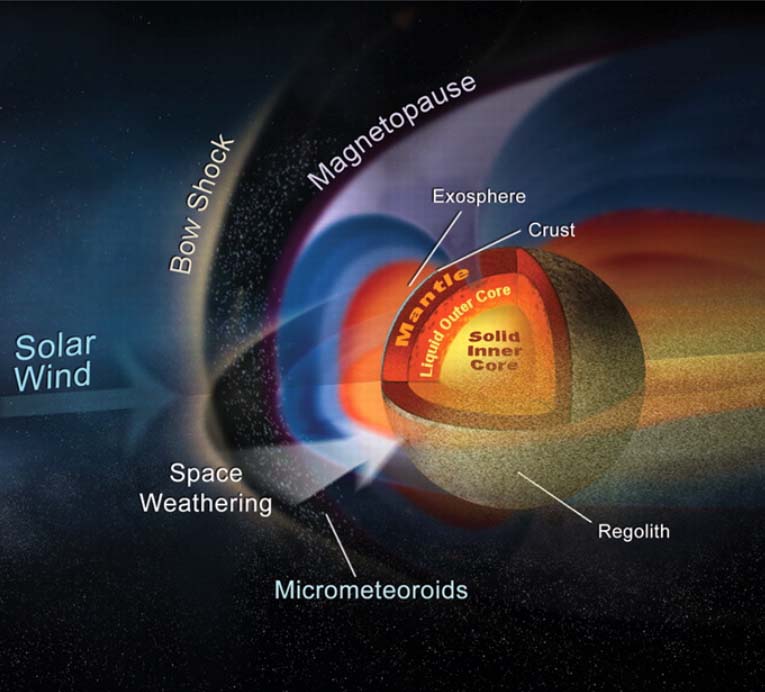 Magnetopause
Bow Shock
Exosphere
Crust
Mantle
Liquid Outer Core
Solid
Inner
Core
Solar
Wind
Space
Weathering
Regolith
Micrometeoroids